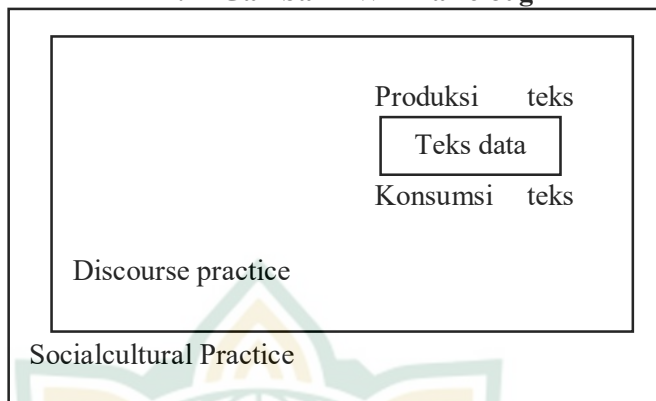 Produksi teks
Teks data
Konsumsi teks
Discourse practice
Socialcultural Practice